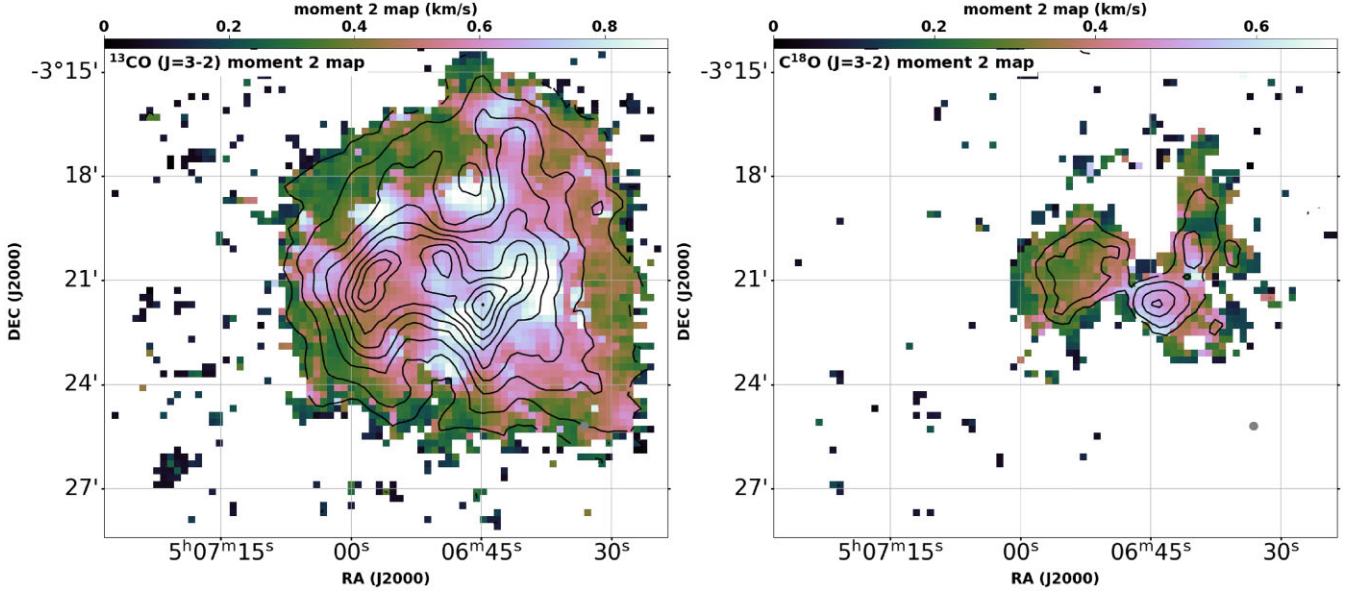 moment 2 map (km/s)
0 0.2 0.4 0.6 0.8
¹³CO (J=3-2) moment 2 map
-3°15'
18'
21'
24'
27'
DEC (J2000)
5ʰ07ᵐ15ˢ 00ˢ 06ᵐ45ˢ 30ˢ
RA (J2000)
moment 2 map (km/s)
0 0.2 0.4 0.6
C¹⁸O (J=3-2) moment 2 map
-3°15'
18'
21'
24'
27'
DEC (J2000)
5ʰ07ᵐ15ˢ 00ˢ 06ᵐ45ˢ 30ˢ
RA (J2000)